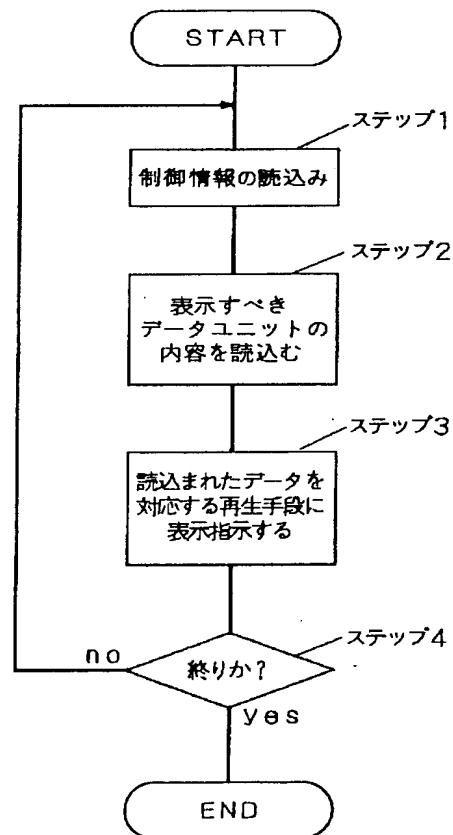 START
ステップ1
制御情報の読込み
ステップ2
表示すべき
データユニットの
内容を読込む
ステップ3
読込まれたデータを
対応する再生手段に
表示指示する
ステップ4
終りか?
no
yes
END